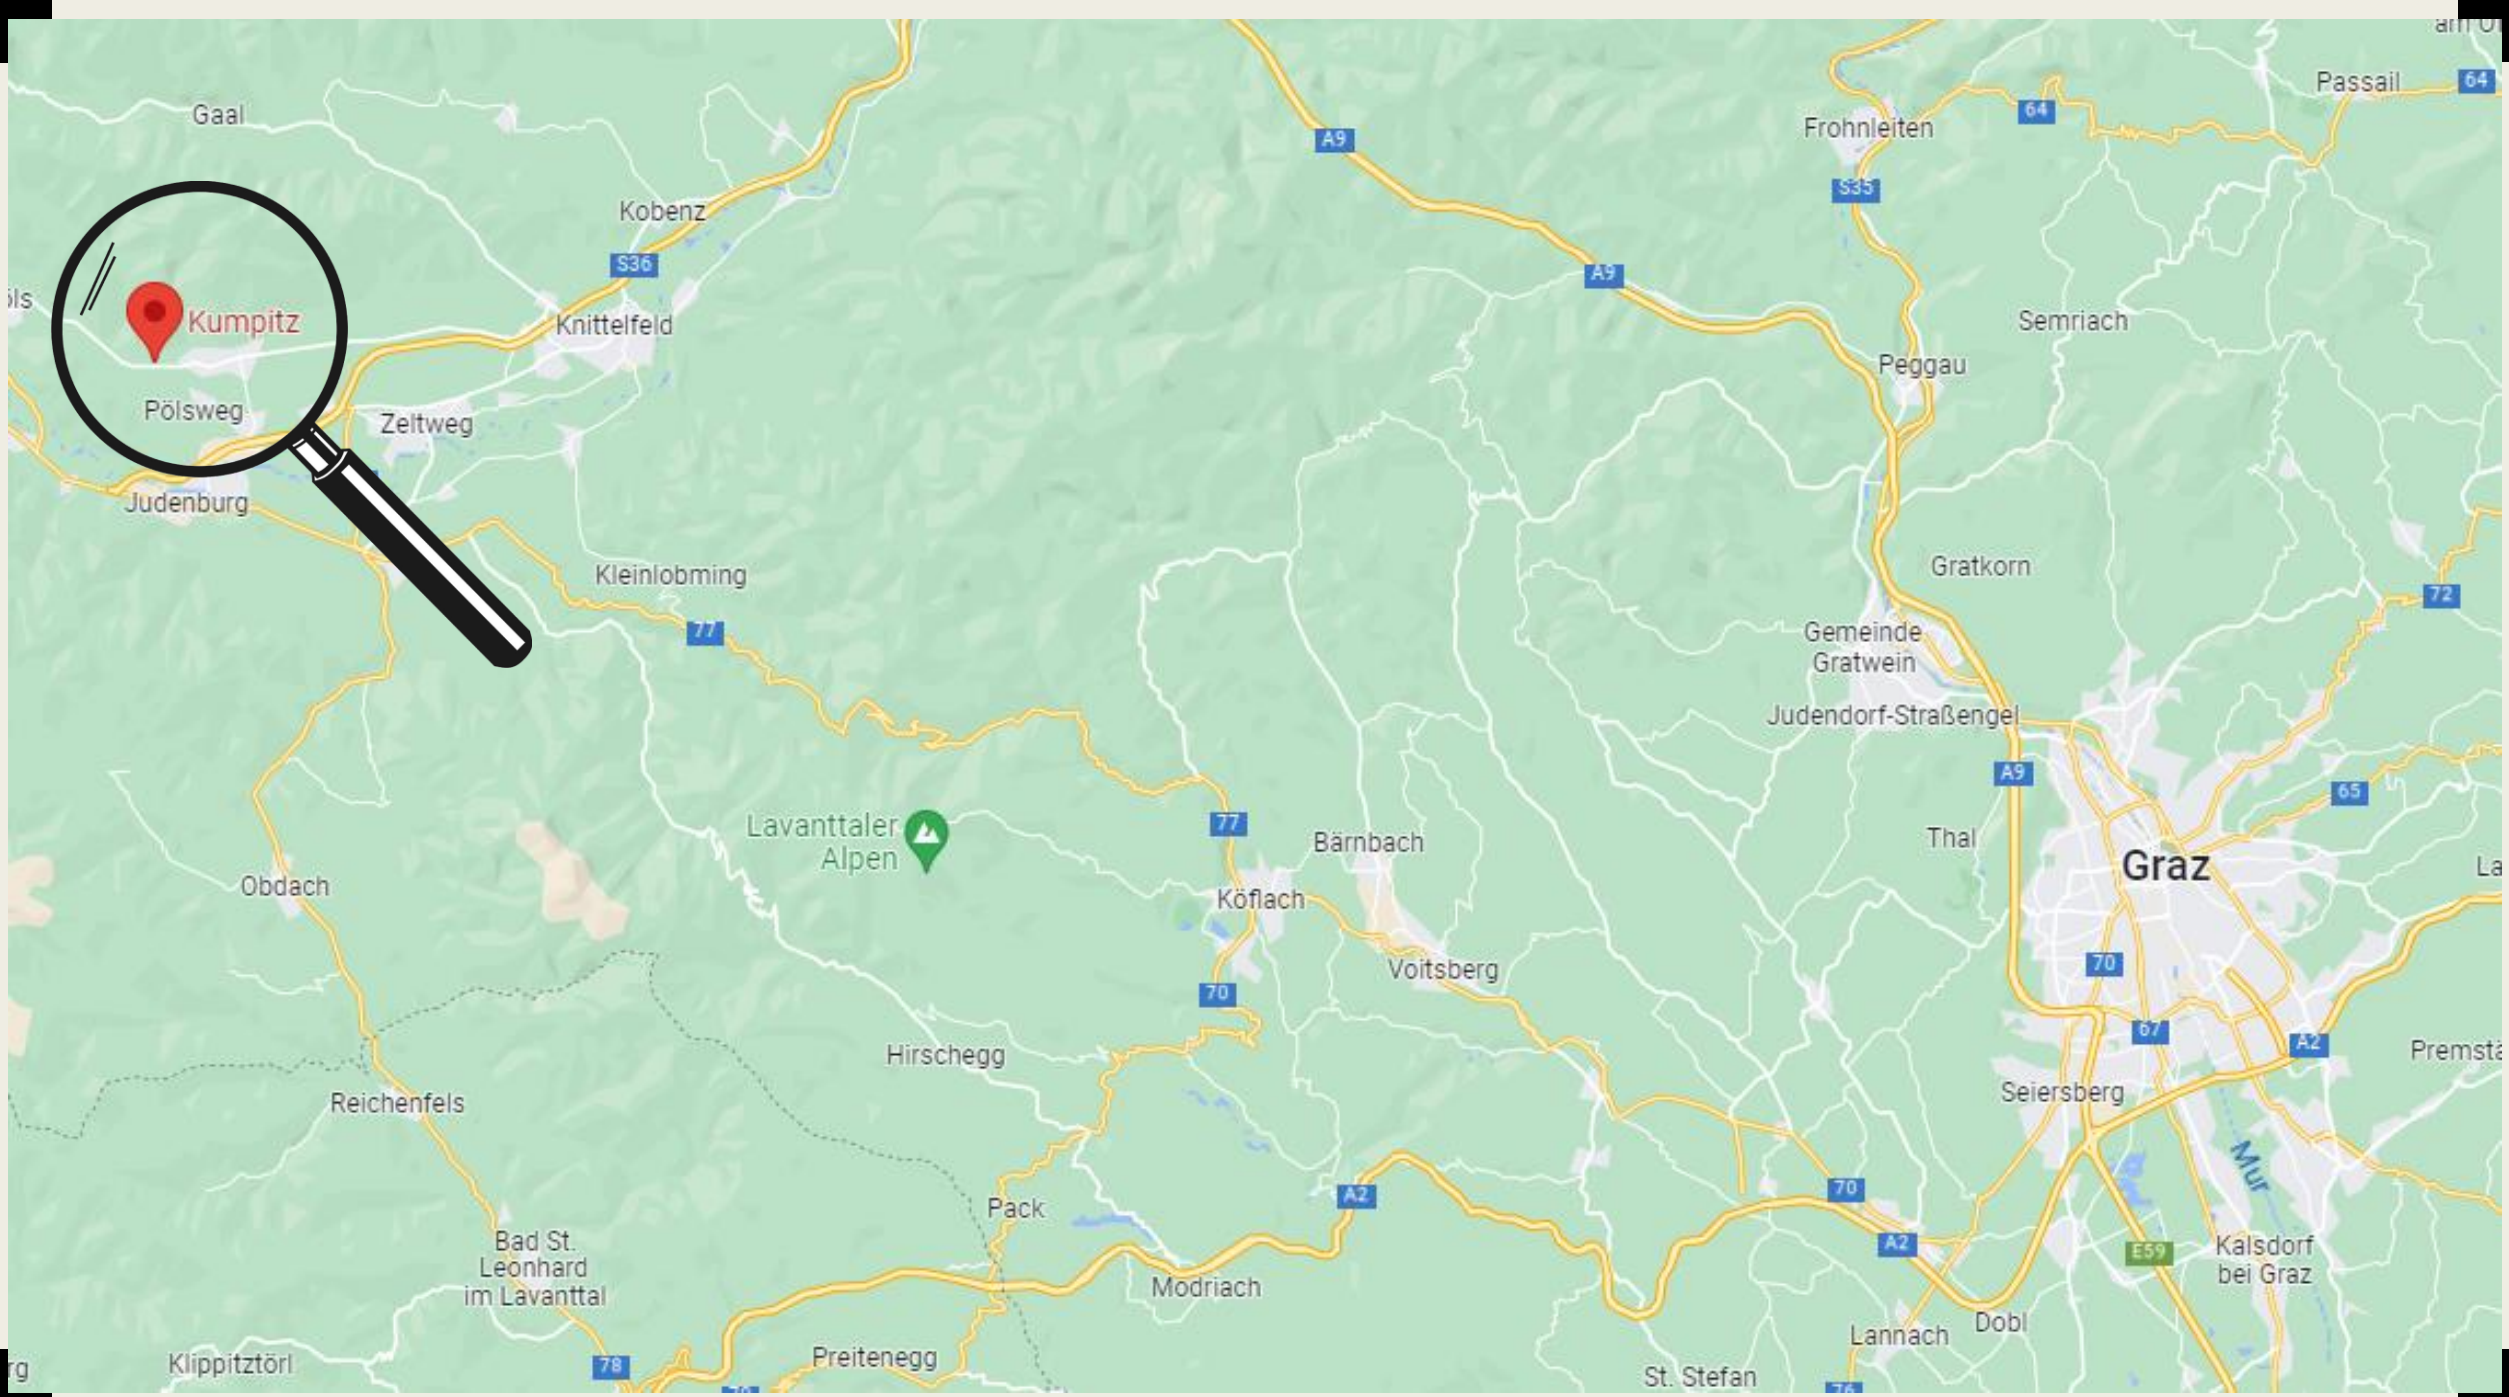 Passail
64
Gaal
64
Frohnleiten
A9
S35
Kobenz
S36
A9
Kumpitz
Knittelfeld
Semriach
Peggau
Pölsweg
Zeltweg
Judenburg
Gratkorn
Kleinlobming
72
77
Gemeinde
Gratwein
Judendorf-Straßengel
A9
65
Lavanttaler
Alpen
77
Bärnbach
Thal
Graz
Obdach
Köflach
70
Voitsberg
70
67
A2
Hirschegg
Premstä
Seiersberg
Reichenfels
Mur
70
A2
Pack
Bad St.
Leonhard
im Lavanttal
A2
E59
Kalsdorf
bei Graz
Modriach
Dobl
Lannach
Klippitztörl
78
Preitenegg
St. Stefan